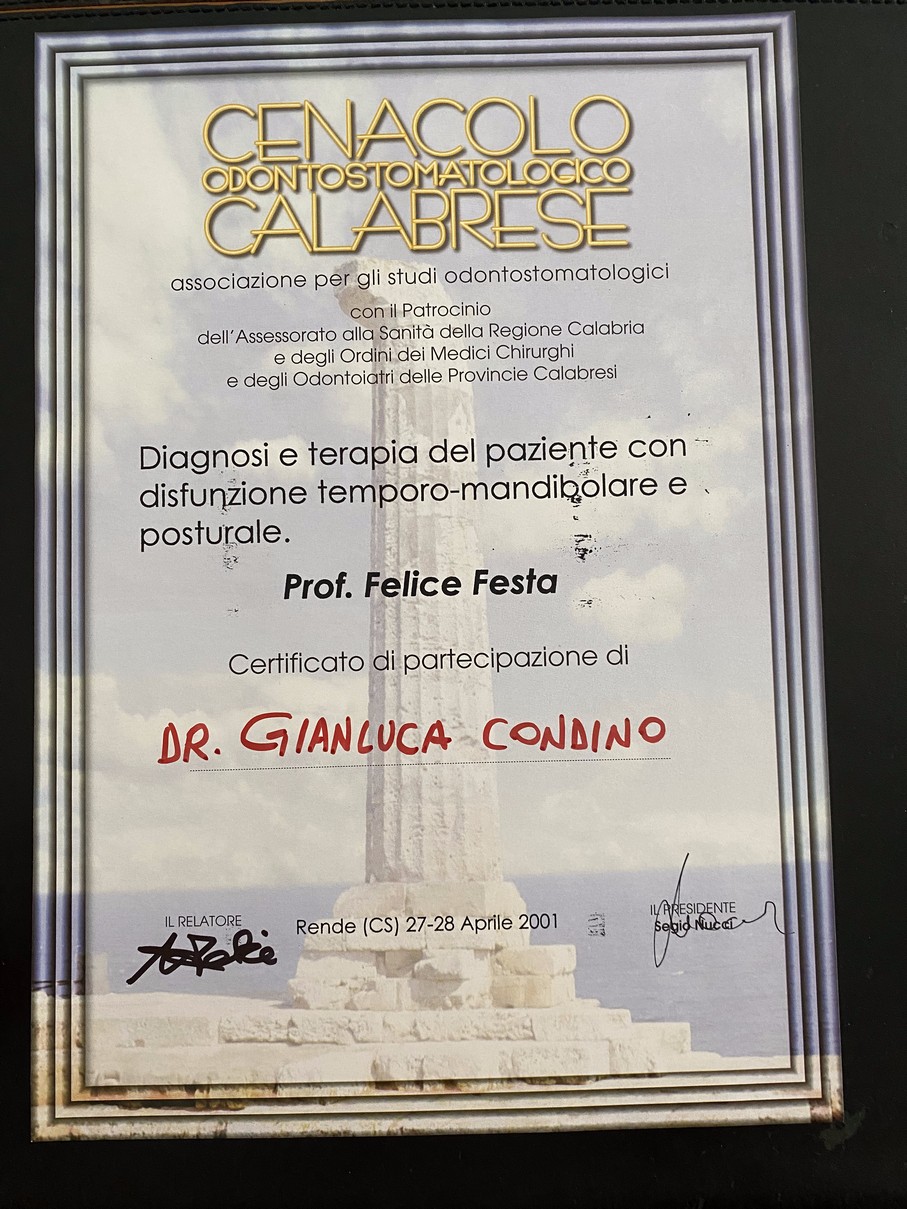 CENACOLO
ODONTOSTOMATOLOGICO
CALABRESE
associazione per gli studi odontostomatologici
con il Patrocinio
dell'Assessorato alla Sanità della Regione Calabria
e degli Ordini dei Medici Chirurghi
e degli Odontoiatri delle Provincie Calabresi
Diagnosi e terapia del paziente con
disfunzione temporo-mandibolare e
posturale.
Prof. Felice Festa
Certificato di partecipazione di
DR. GIANLUCA CONDINO
IL RELATORE
Rende (CS) 27-28 Aprile 2001
IL PRESIDENTE
Segio Nucci